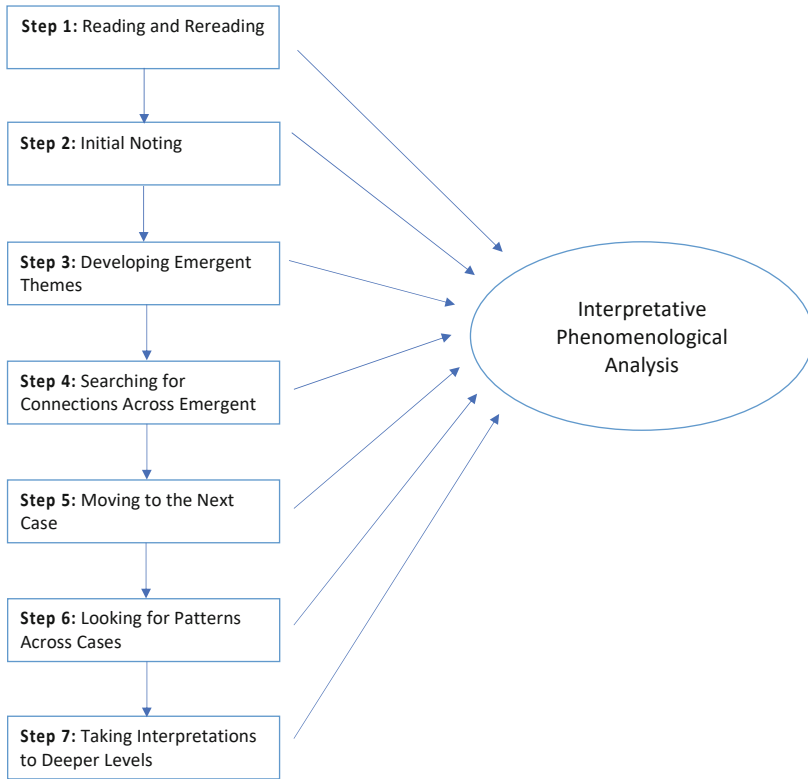 Step 1: Reading and Rereading
Step 2: Initial Noting
Step 3: Developing Emergent
Themes
Step 4: Searching for
Connections Across Emergent
Step 5: Moving to the Next
Case
Step 6: Looking for Patterns
Across Cases
Step 7: Taking Interpretations
to Deeper Levels
Interpretative
Phenomenological
Analysis